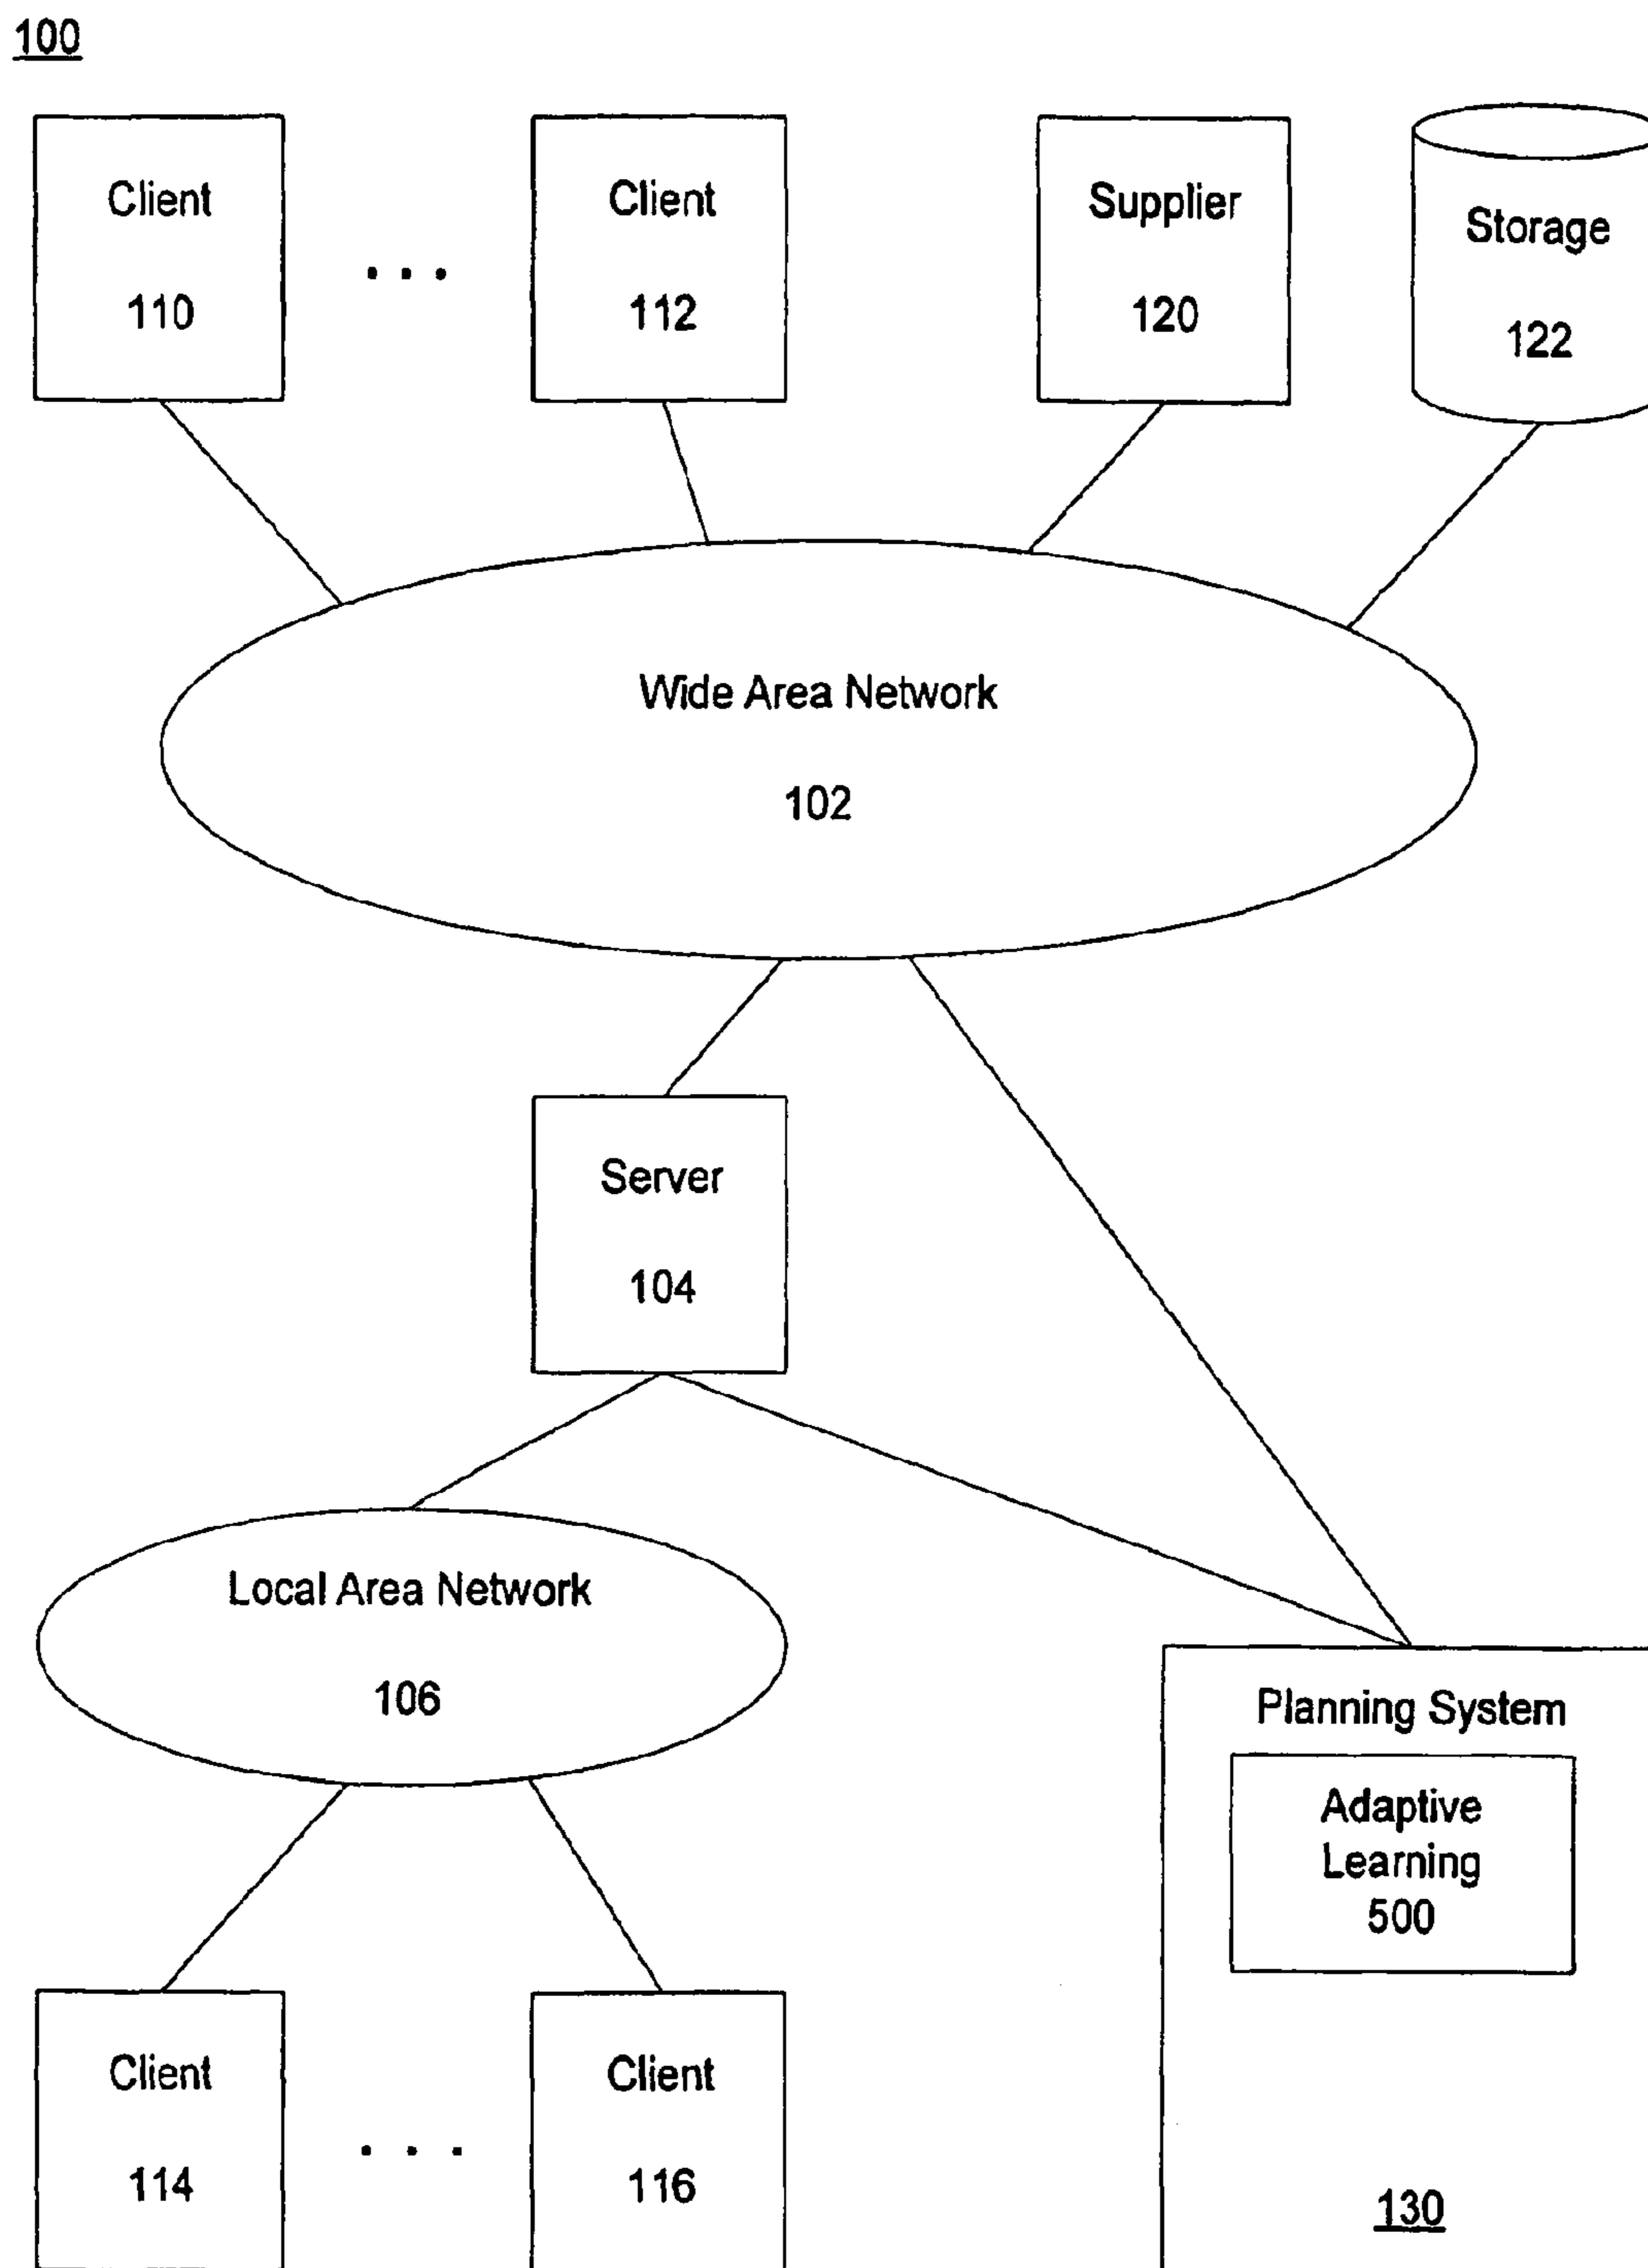 100
Client
110
. . .
Client
112
Supplier
120
Storage
122
Wide Area Network
102
Server
104
Local Area Network
106
Planning System
Adaptive
Learning
500
130
Client
114
. . .
Client
116